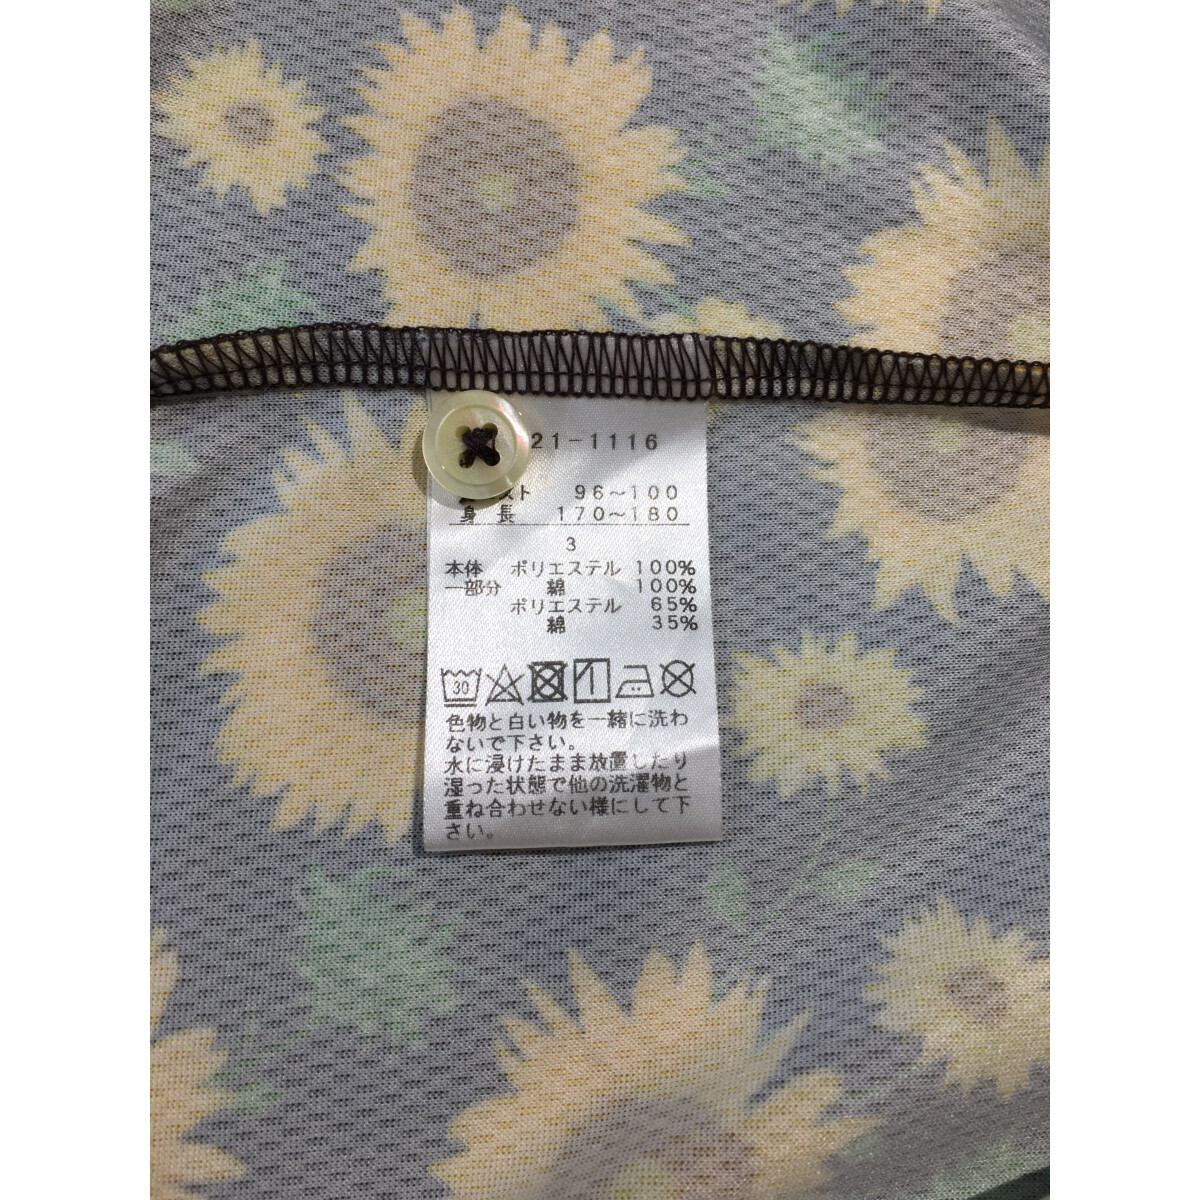 21-1116
スト 96~100
身長 170~180
3
本体 ポリエステル 100%
一部分 綿 100%
ポリエステル 65%
綿 35%
30
色物と白い物を一緒に洗わ
ないで下さい。
水に浸けたまま放置したり
湿った状態で他の洗濯物と
重ね合わせない様にして下
さい。